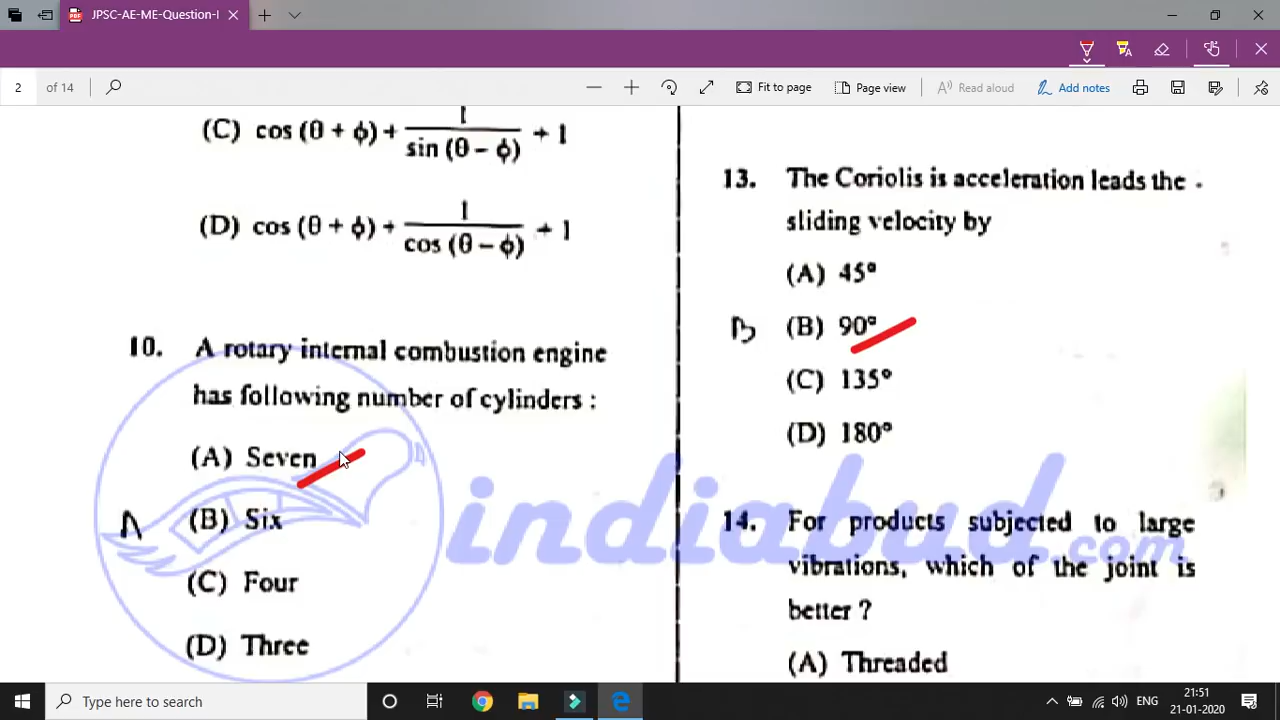 JPSC-AE-ME-Question-I
2 of 14
Fit to page
Page view
Read aloud
Add notes
(C) cos (θ + ϕ) + 1 / sin (θ – ϕ) + 1
(D) cos (θ + ϕ) + 1 / cos (θ – ϕ) + 1
10. A rotary internal combustion engine
has following number of cylinders :
(A) Seven
(B) Six
(C) Four
(D) Three
13. The Coriolis is acceleration leads the
sliding velocity by
(A) 45°
B (B) 90°
(C) 135°
(D) 180°
14. For products subjected to large
vibrations, which of the joint is
better ?
(A) Threaded
indiabud.com
Type here to search
ENG
21:51
21-01-2020